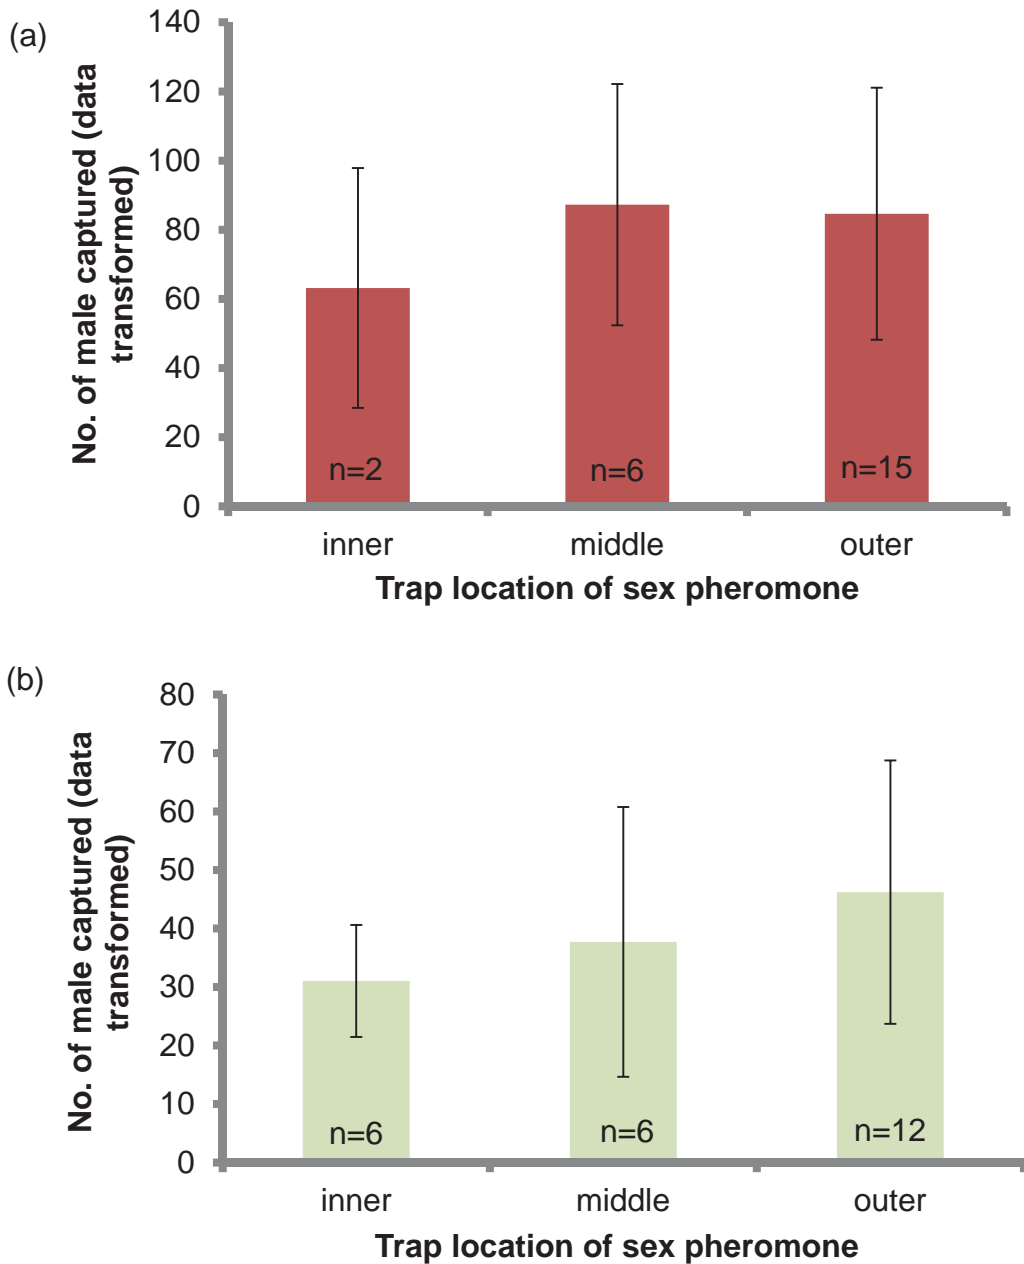 (a)
No. of male captured (data
transformed)
140
120
100
80
60
40
20
0
n=2
n=6
n=15
inner
middle
outer
Trap location of sex pheromone
(b)
No. of male captured (data
transformed)
80
70
60
50
40
30
20
10
0
n=6
n=6
n=12
inner
middle
outer
Trap location of sex pheromone